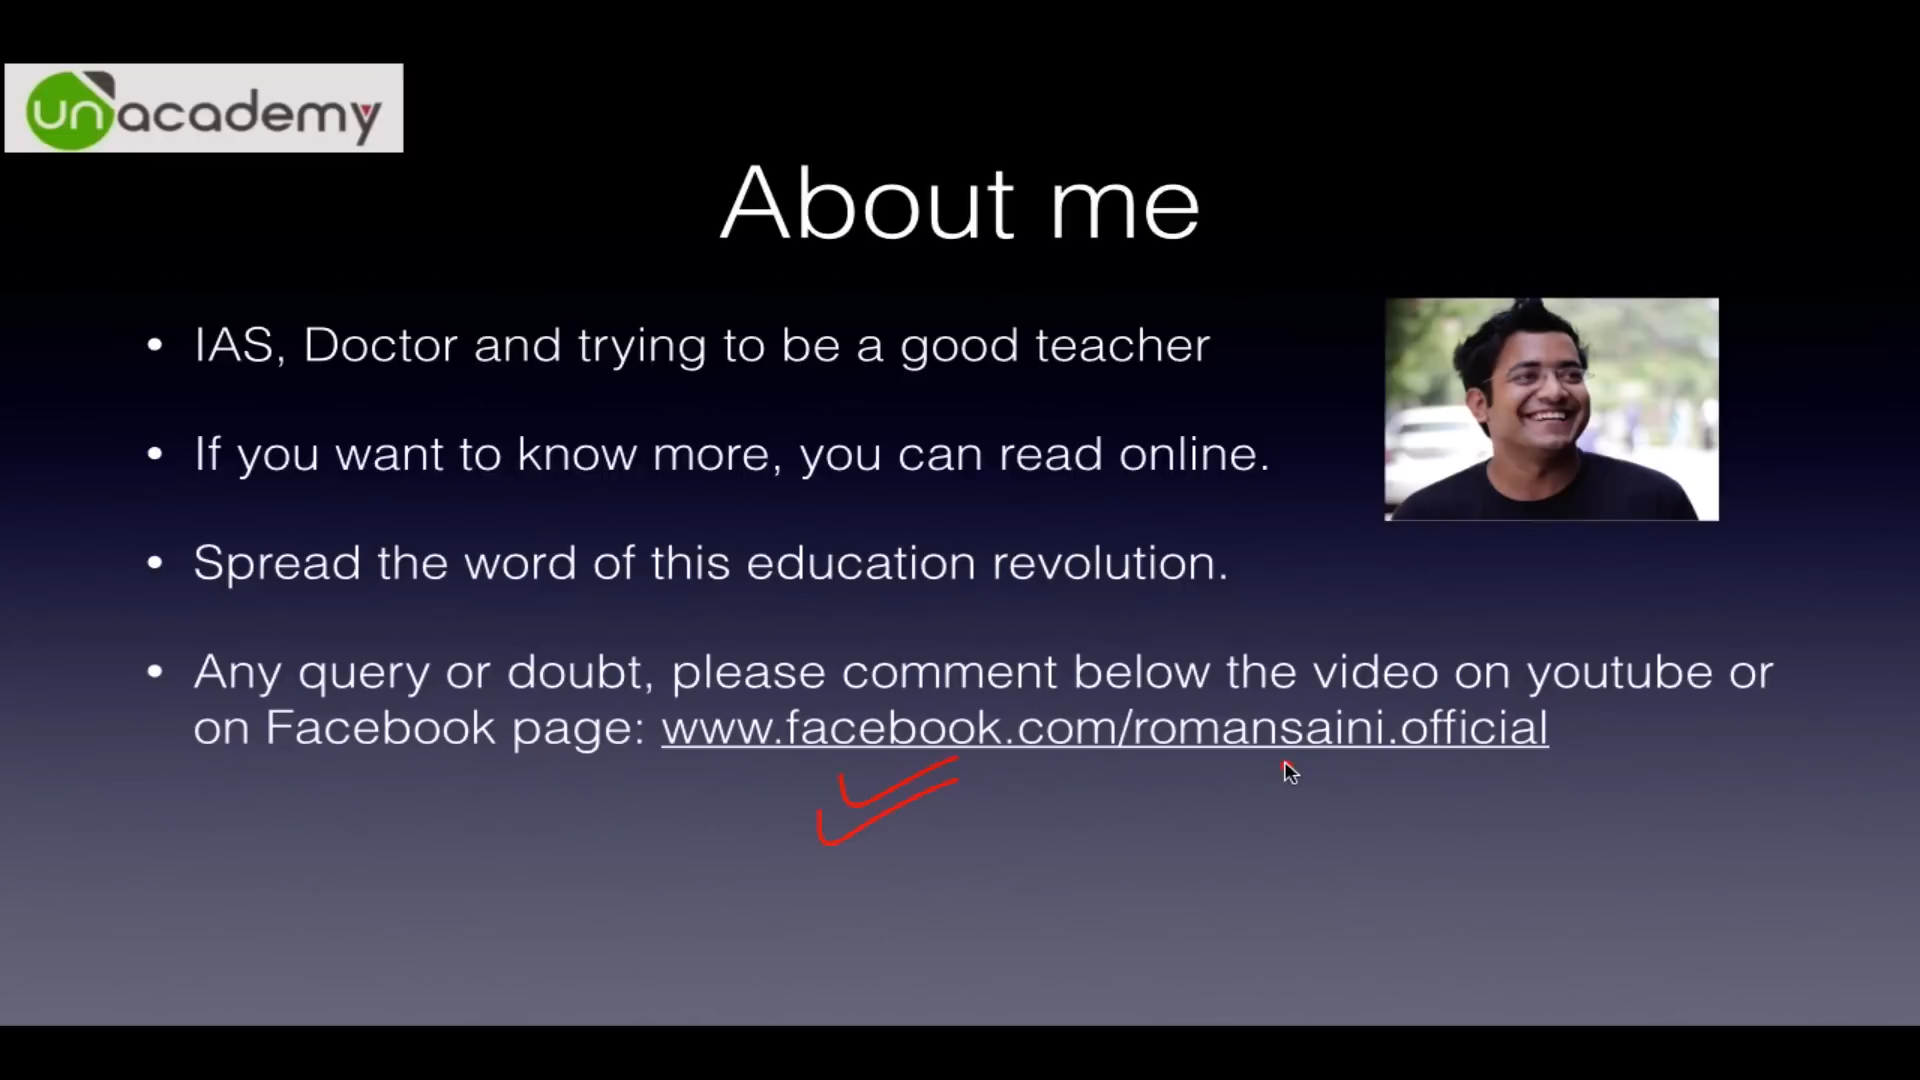 unacademy
About me
• IAS, Doctor and trying to be a good teacher
• If you want to know more, you can read online.
• Spread the word of this education revolution.
• Any query or doubt, please comment below the video on youtube or
on Facebook page: www.facebook.com/romansaini.official